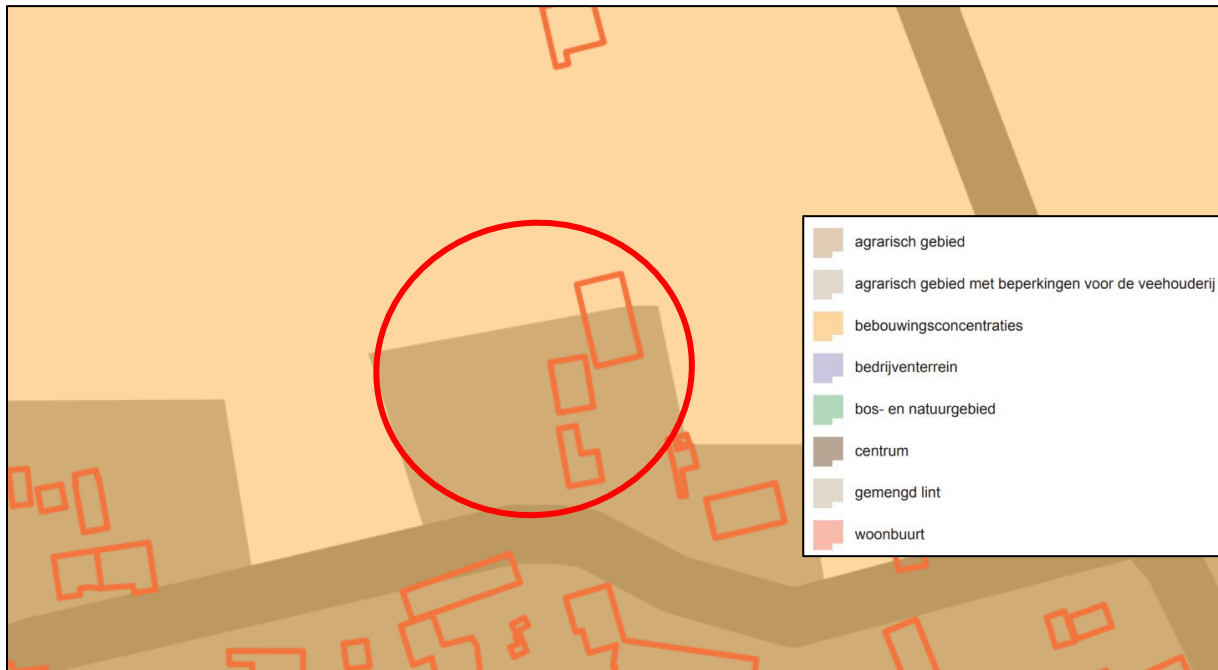 agrarisch gebied
agrarisch gebied met beperkingen voor de veehouderij
bebouwingsconcentraties
bedrijventerrein
bos- en natuurgebied
centrum
gemengd lint
woonbuurt